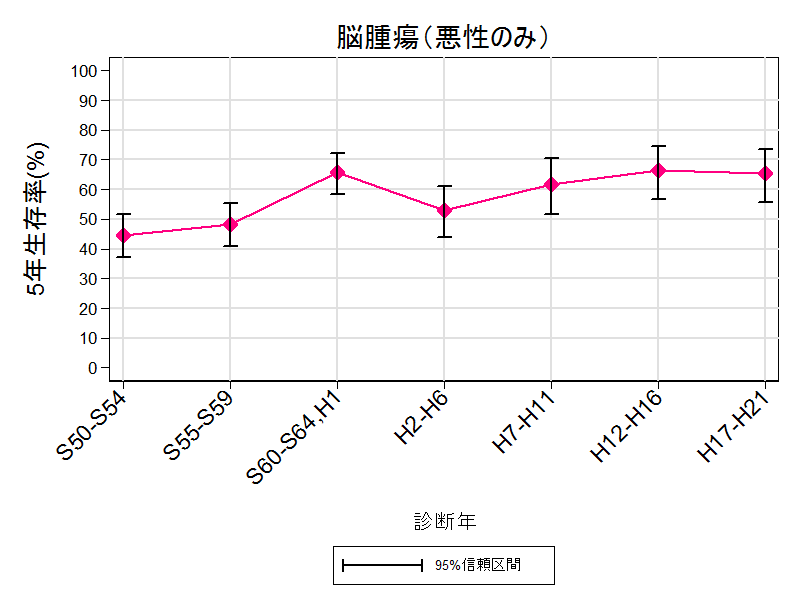 脳腫瘍(悪性のみ)
5年生存率(%)
100
90
80
70
60
50
40
30
20
10
0
S50-S54
S55-S59
S60-S64,H1
H2-H6
H7-H11
H12-H16
H17-H21
診断年
95%信頼区間